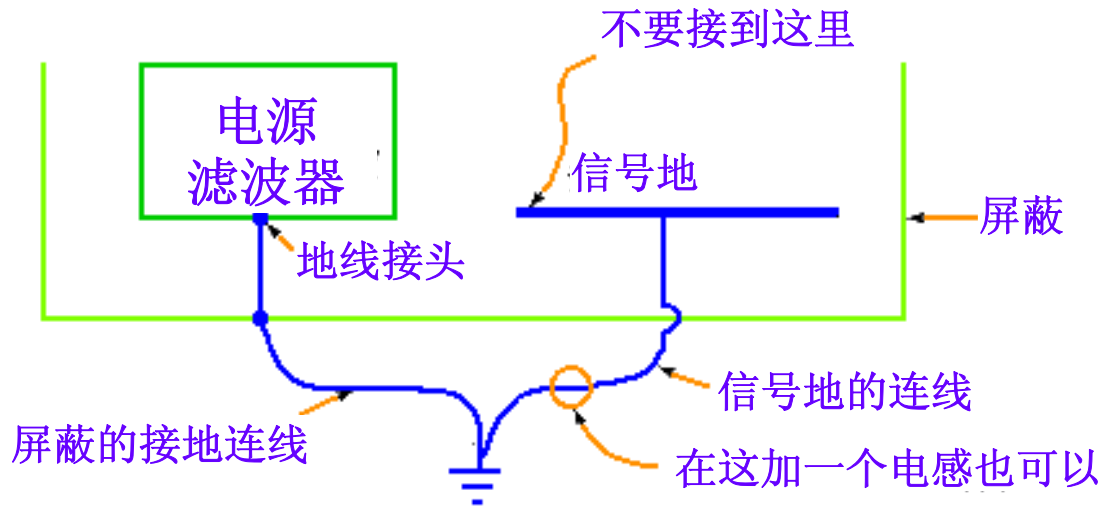 不要接到这里
电源
滤波器
信号地
屏蔽
地线接头
信号地的连线
屏蔽的接地连线
在这加一个电感也可以